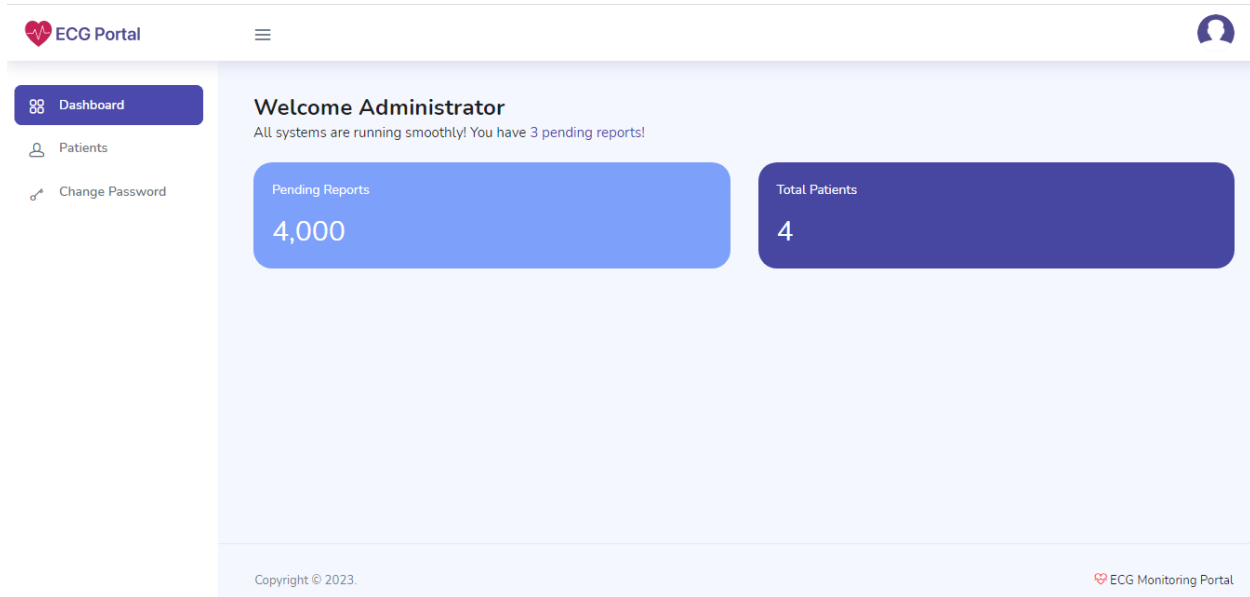 ECG Portal
Dashboard
Patients
Change Password
Welcome Administrator
All systems are running smoothly! You have 3 pending reports!
Pending Reports
4,000
Total Patients
4
Copyright © 2023.
ECG Monitoring Portal